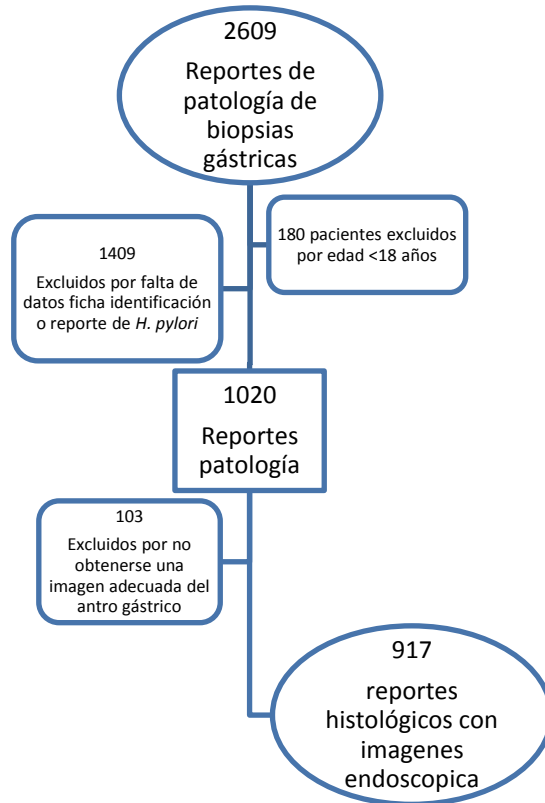 2609
Reportes de
patología de
biopsias
gástricas
180 pacientes excluidos
por edad <18 años
1409
Excluidos por falta de
datos ficha identificación
o reporte de H. pylori
1020
Reportes
patología
103
Excluidos por no
obtenerse una
imagen adecuada del
antro gástrico
917
reportes
histológicos con
imagenes
endoscopica